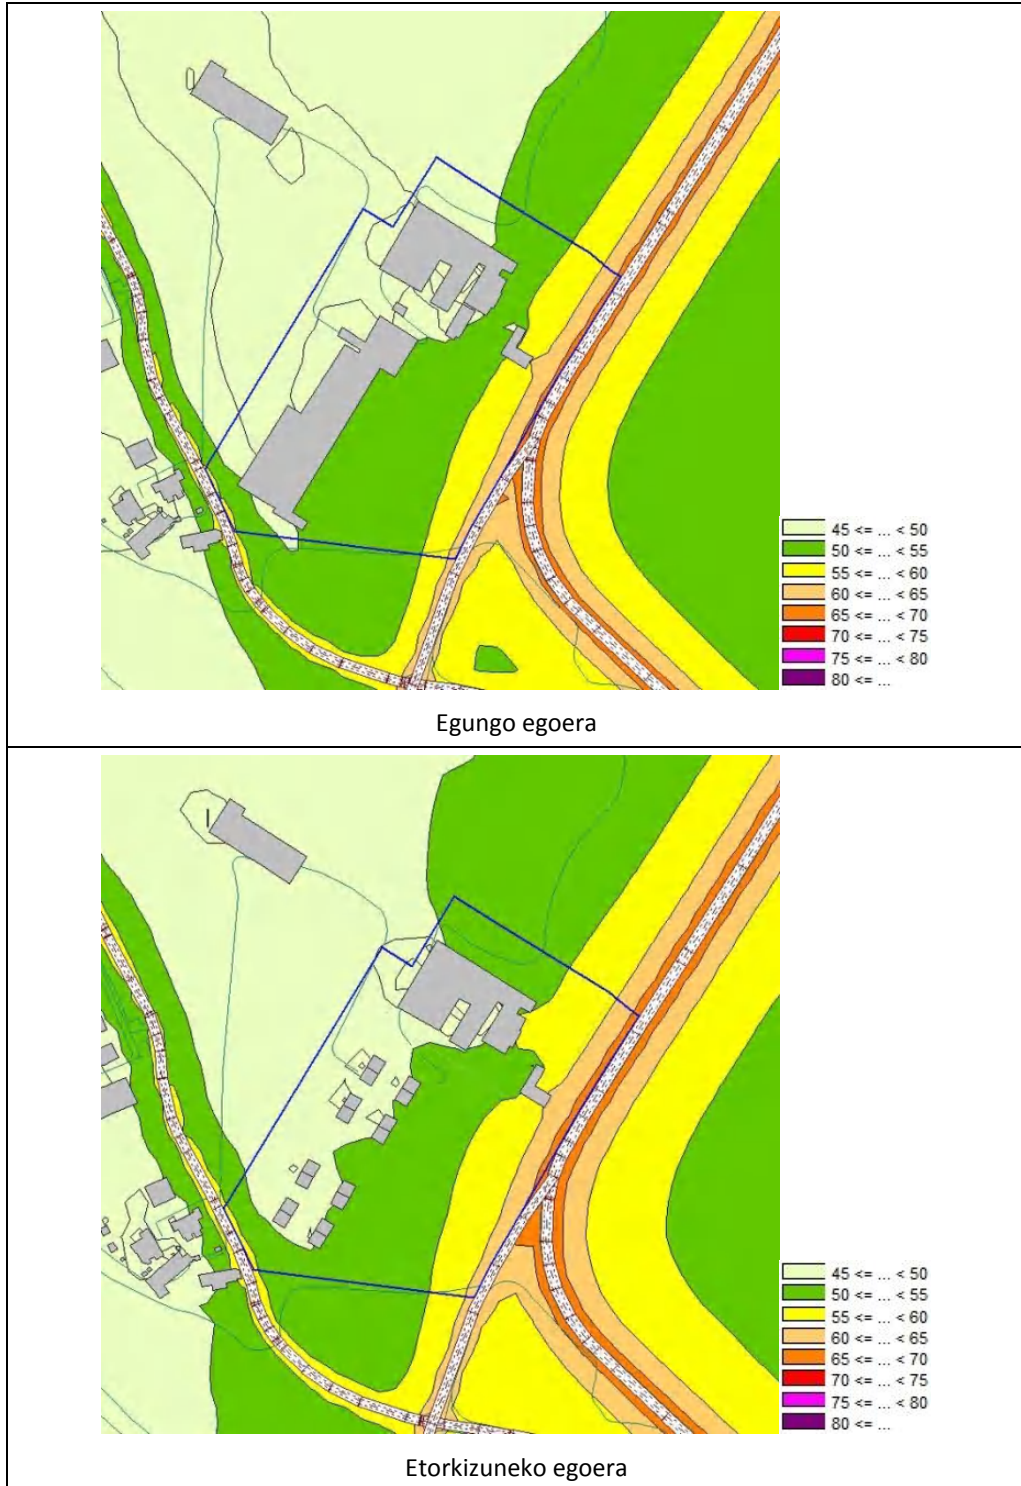 45 <= ... < 50
50 <= ... < 55
55 <= ... < 60
60 <= ... < 65
65 <= ... < 70
70 <= ... < 75
75 <= ... < 80
80 <= ...
Egungo egoera
45 <= ... < 50
50 <= ... < 55
55 <= ... < 60
60 <= ... < 65
65 <= ... < 70
70 <= ... < 75
75 <= ... < 80
80 <= ...
Etorkizuneko egoera